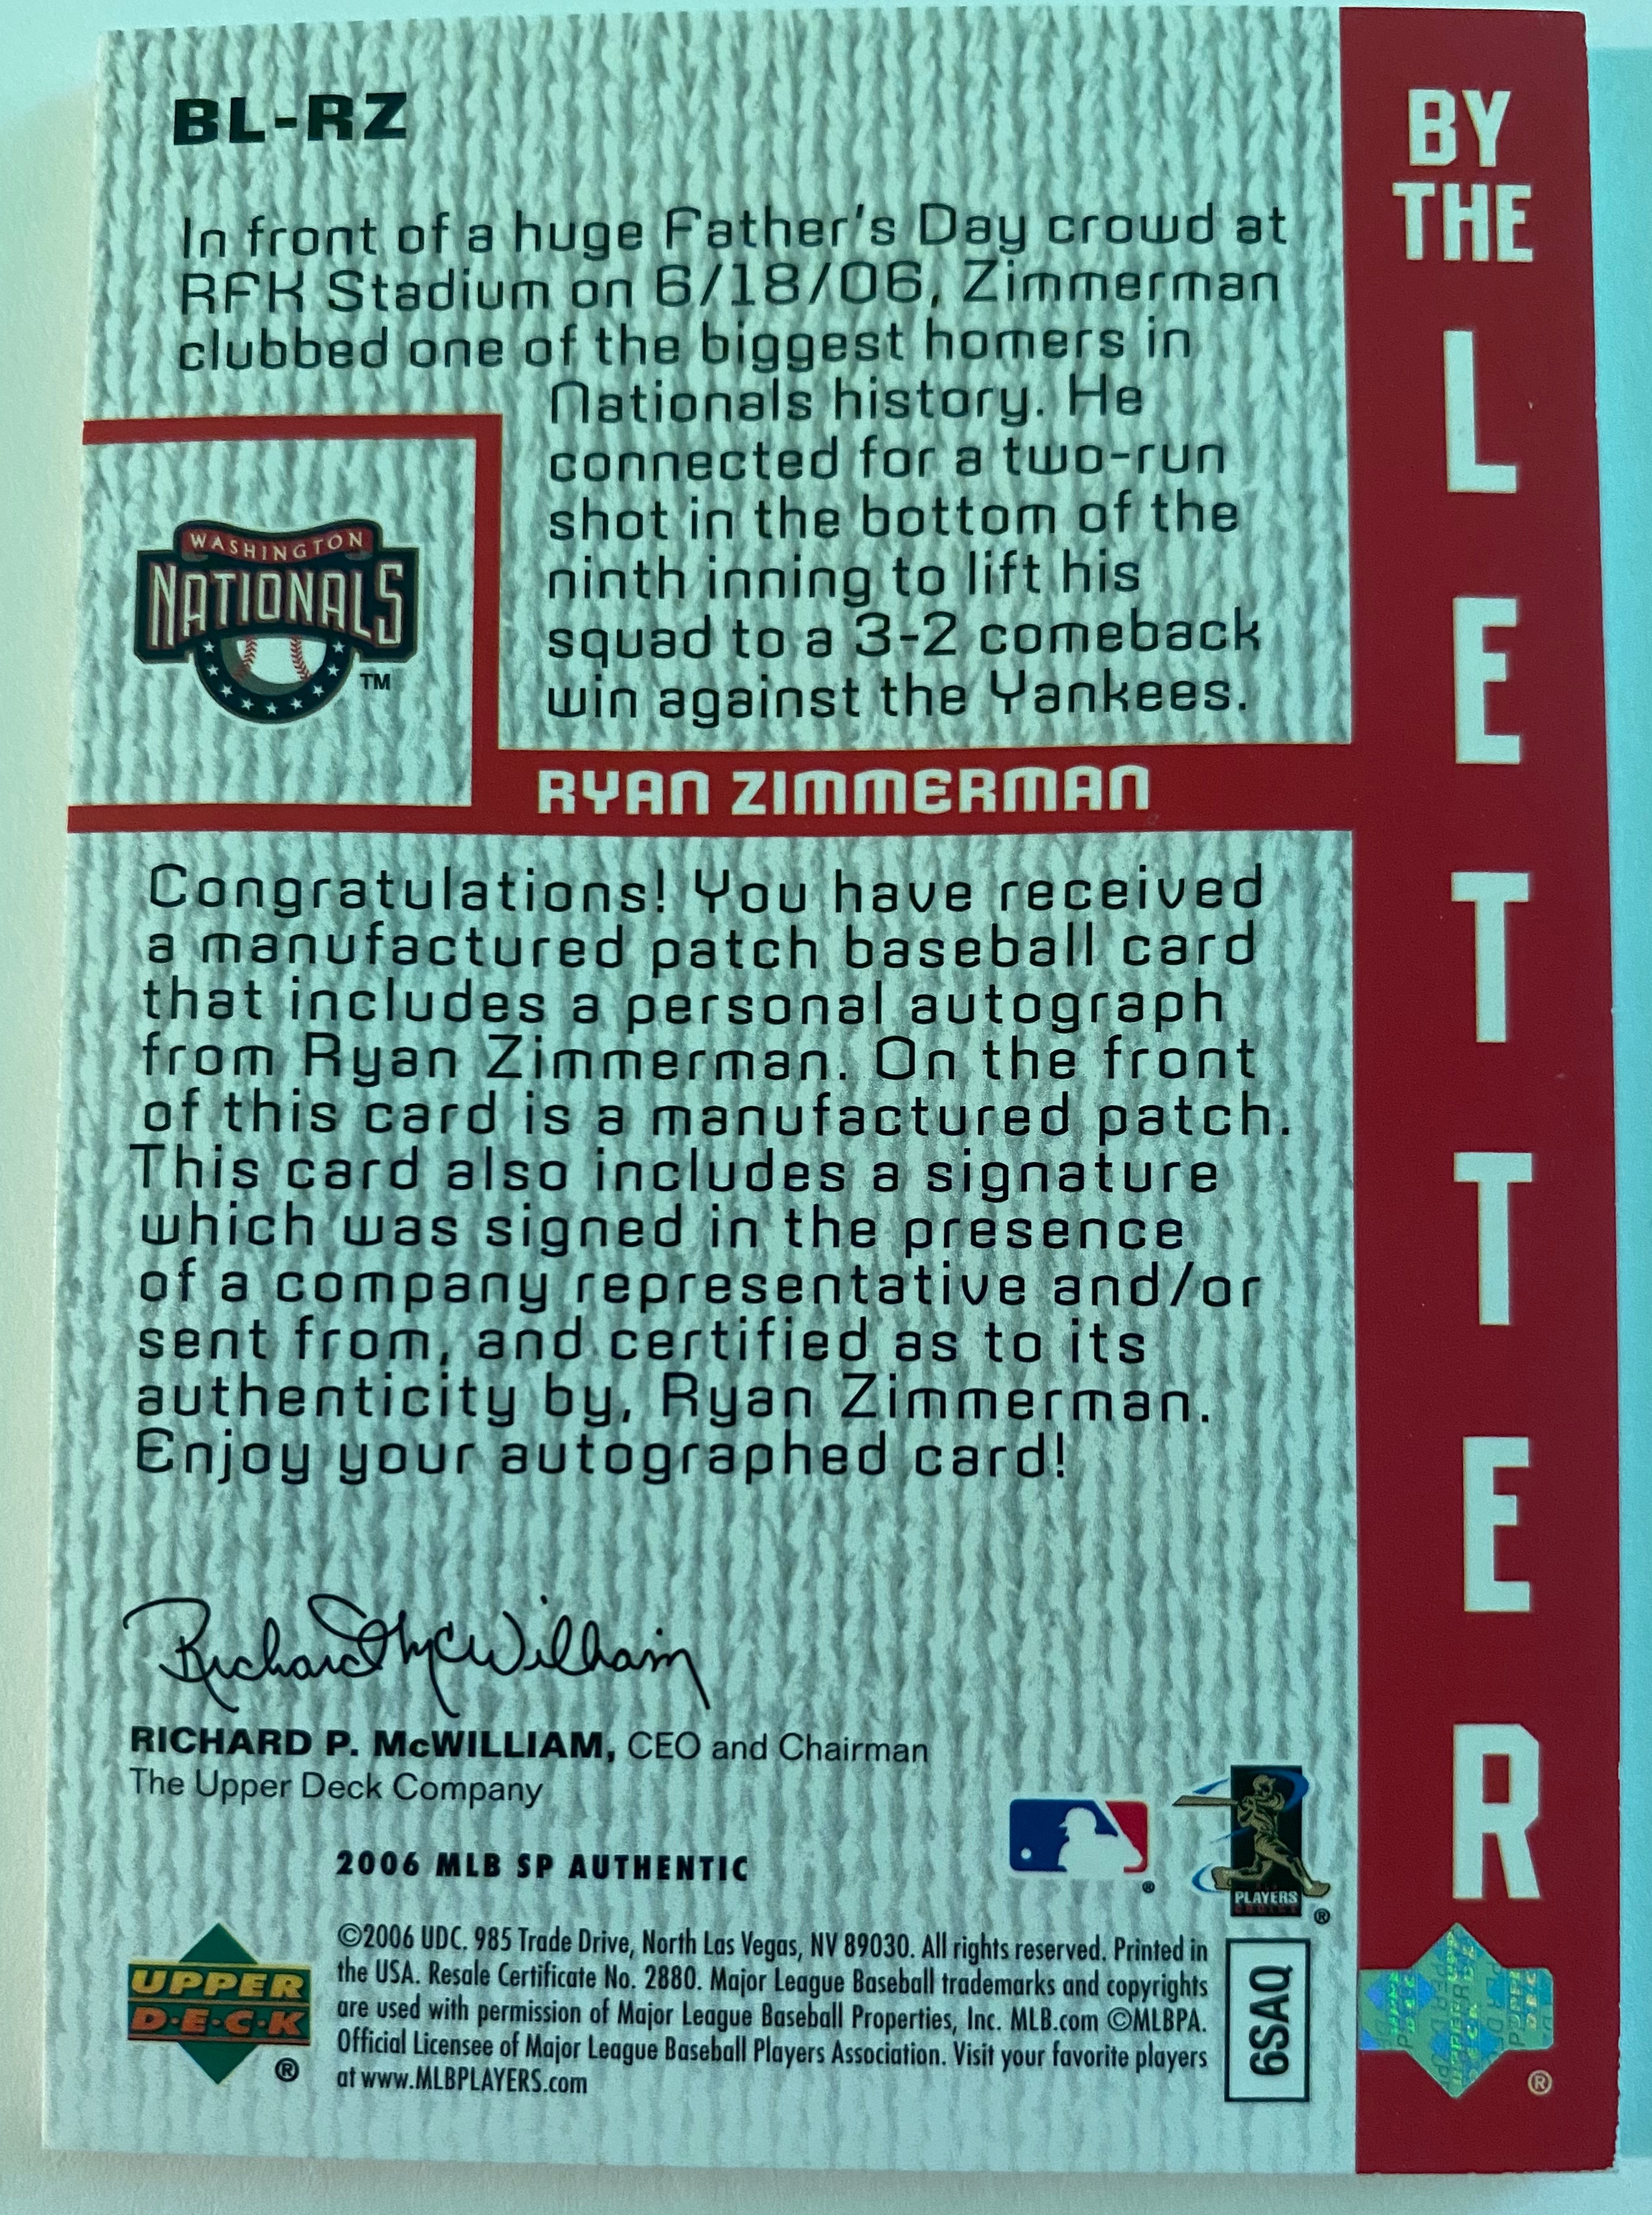 BL-RZ
In front of a huge Father's Day crowd at
RFK Stadium on 6/18/06, Zimmerman
clubbed one of the biggest homers in
Nationals history. He
connected for a two-run
shot in the bottom of the
ninth inning to lift his
squad to a 3-2 comeback
win against the Yankees.
WASHINGTON
NATIONALS
TM
RYAN ZIMMERMAN
Congratulations! You have received
a manufactured patch baseball card
that includes a personal autograph
from Ryan Zimmerman. On the front
of this card is a manufactured patch.
This card also includes a signature
which was signed in the presence
of a company representative and/or
sent from, and certified as to its
authenticity by, Ryan Zimmerman.
Enjoy your autographed card!
Richard McWilliam
RICHARD P. McWILLIAM, CEO and Chairman
The Upper Deck Company
2006 MLB SP AUTHENTIC
®
PLAYERS
CHOICE
®
UPPER
D·E·C·K
®
©2006 UDC. 985 Trade Drive, North Las Vegas, NV 89030. All rights reserved. Printed in
the USA. Resale Certificate No. 2880. Major League Baseball trademarks and copyrights
are used with permission of Major League Baseball Properties, Inc. MLB.com ©MLBPA.
Official Licensee of Major League Baseball Players Association. Visit your favorite players
at www.MLBPLAYERS.com
6SAQ
BY
THE
LETTER
®